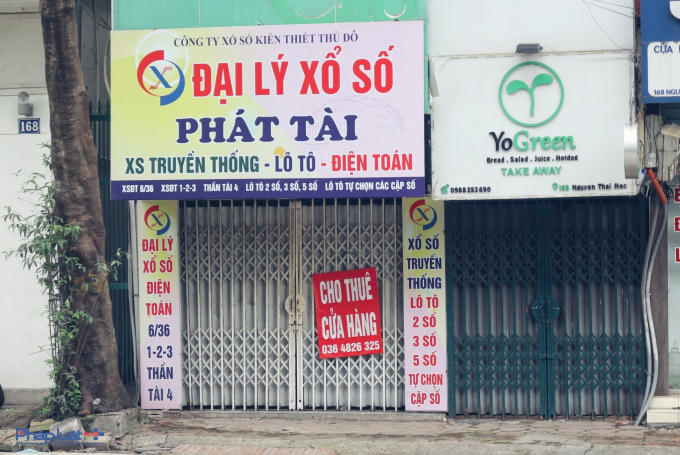 CÔNG TY XỔ SỐ KIẾN THIẾT THỦ ĐÔ
X
ĐẠI LÝ XỔ SỐ
PHÁT TÀI
XS TRUYỀN THỐNG - LÔ TÔ - ĐIỆN TOÁN
XSĐT 6/36 XSĐT 1-2-3 THẦN TÀI 4 LÔ TÔ 2 SỐ, 3 SỐ, 5 SỐ LÔ TÔ TỰ CHỌN CÁC CẶP SỐ
168
X
ĐẠI LÝ
XỔ SỐ
ĐIỆN
TOÁN
6/36
1-2-3
THẦN
TÀI 4
CHO THUÊ
CỬA HÀNG
036 4826 325
X
XỔ SỐ
TRUYỀN
THỐNG
LÔ TÔ
2 SỐ
3 SỐ
5 SỐ
TỰ CHỌN
CẶP SỐ
YoGreen
Bread . Salad . Juice . Hotdog
TAKE AWAY
0988253690
168 Nguyen Thai Hoc
CỬA
168 NGU